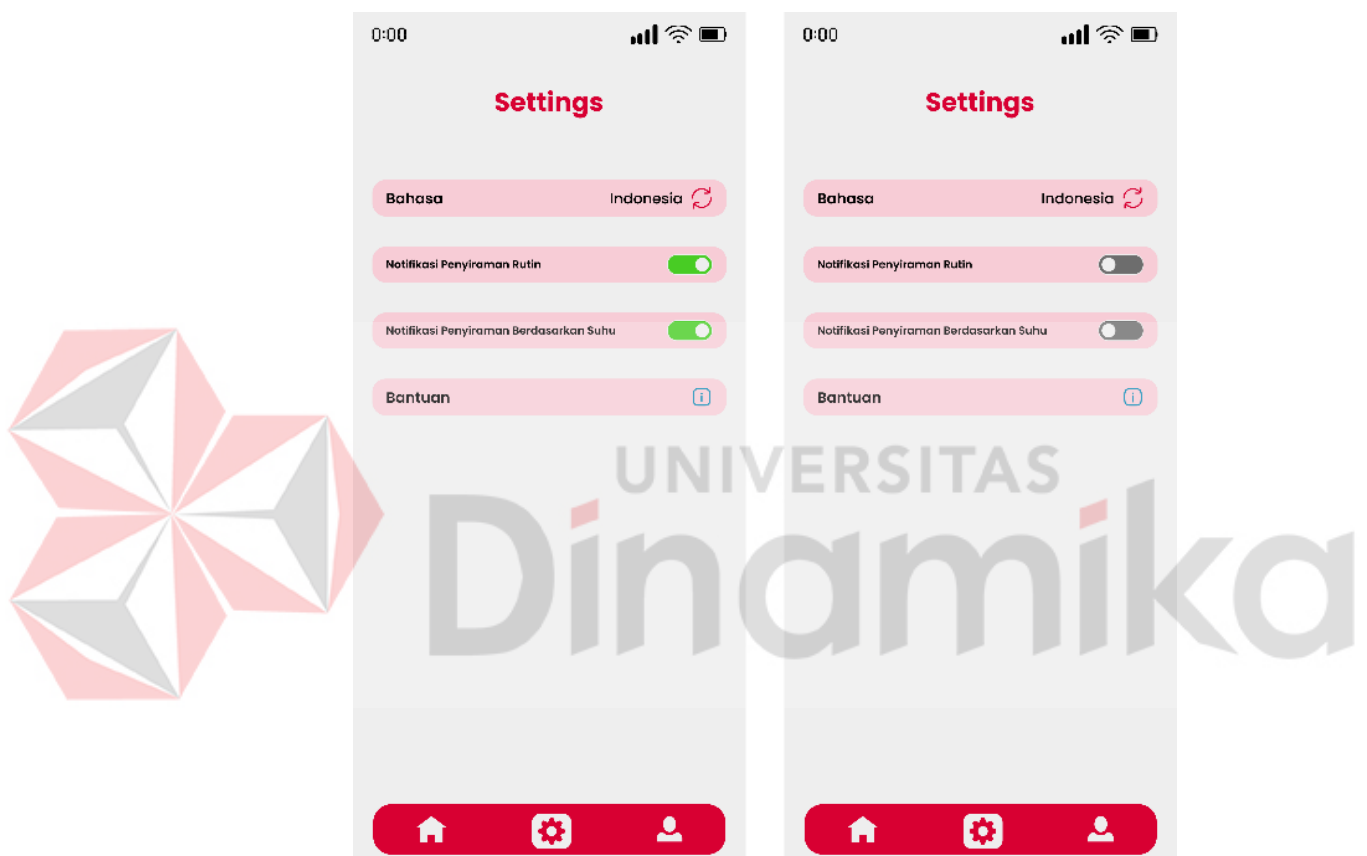 0:00
Settings
Bahasa Indonesia
Notifikasi Penyiraman Rutin
Notifikasi Penyiraman Berdasarkan Suhu
Bantuan
0:00
Settings
Bahasa Indonesia
Notifikasi Penyiraman Rutin
Notifikasi Penyiraman Berdasarkan Suhu
Bantuan
UNIVERSITAS
Dinamika